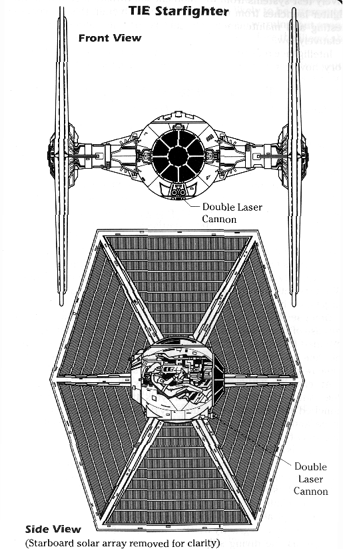 TIE Starfighter
Front View
Double Laser
Cannon
Double
Laser
Cannon
Side View
(Starboard solar array removed for clarity)